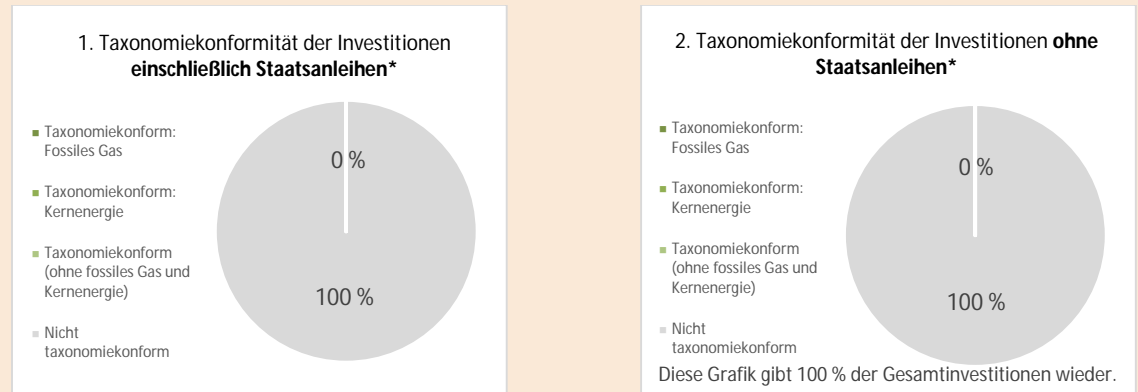 1. Taxonomiekonformität der Investitionen
einschließlich Staatsanleihen*
Taxonomiekonform:
Fossiles Gas
Taxonomiekonform:
Kernenergie
Taxonomiekonform
(ohne fossiles Gas und
Kernenergie)
Nicht
taxonomiekonform
0 %
100 %
2. Taxonomiekonformität der Investitionen ohne
Staatsanleihen*
Taxonomiekonform:
Fossiles Gas
Taxonomiekonform:
Kernenergie
Taxonomiekonform
(ohne fossiles Gas und
Kernenergie)
Nicht
taxonomiekonform
0 %
100 %
Diese Grafik gibt 100 % der Gesamtinvestitionen wieder.